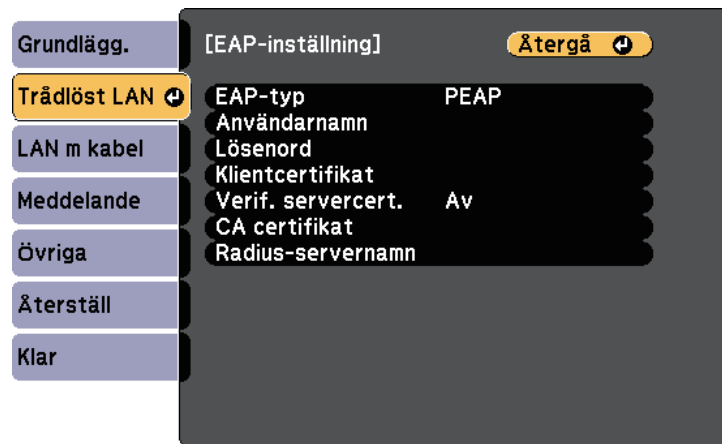 Grundlägg.
Trådlöst LAN
LAN m kabel
Meddelande
Övriga
Återställ
Klar
[EAP-inställning]
Återgå
EAP-typ PEAP
Användarnamn
Lösenord
Klientcertifikat
Verif. servercert. Av
CA certifikat
Radius-servernamn